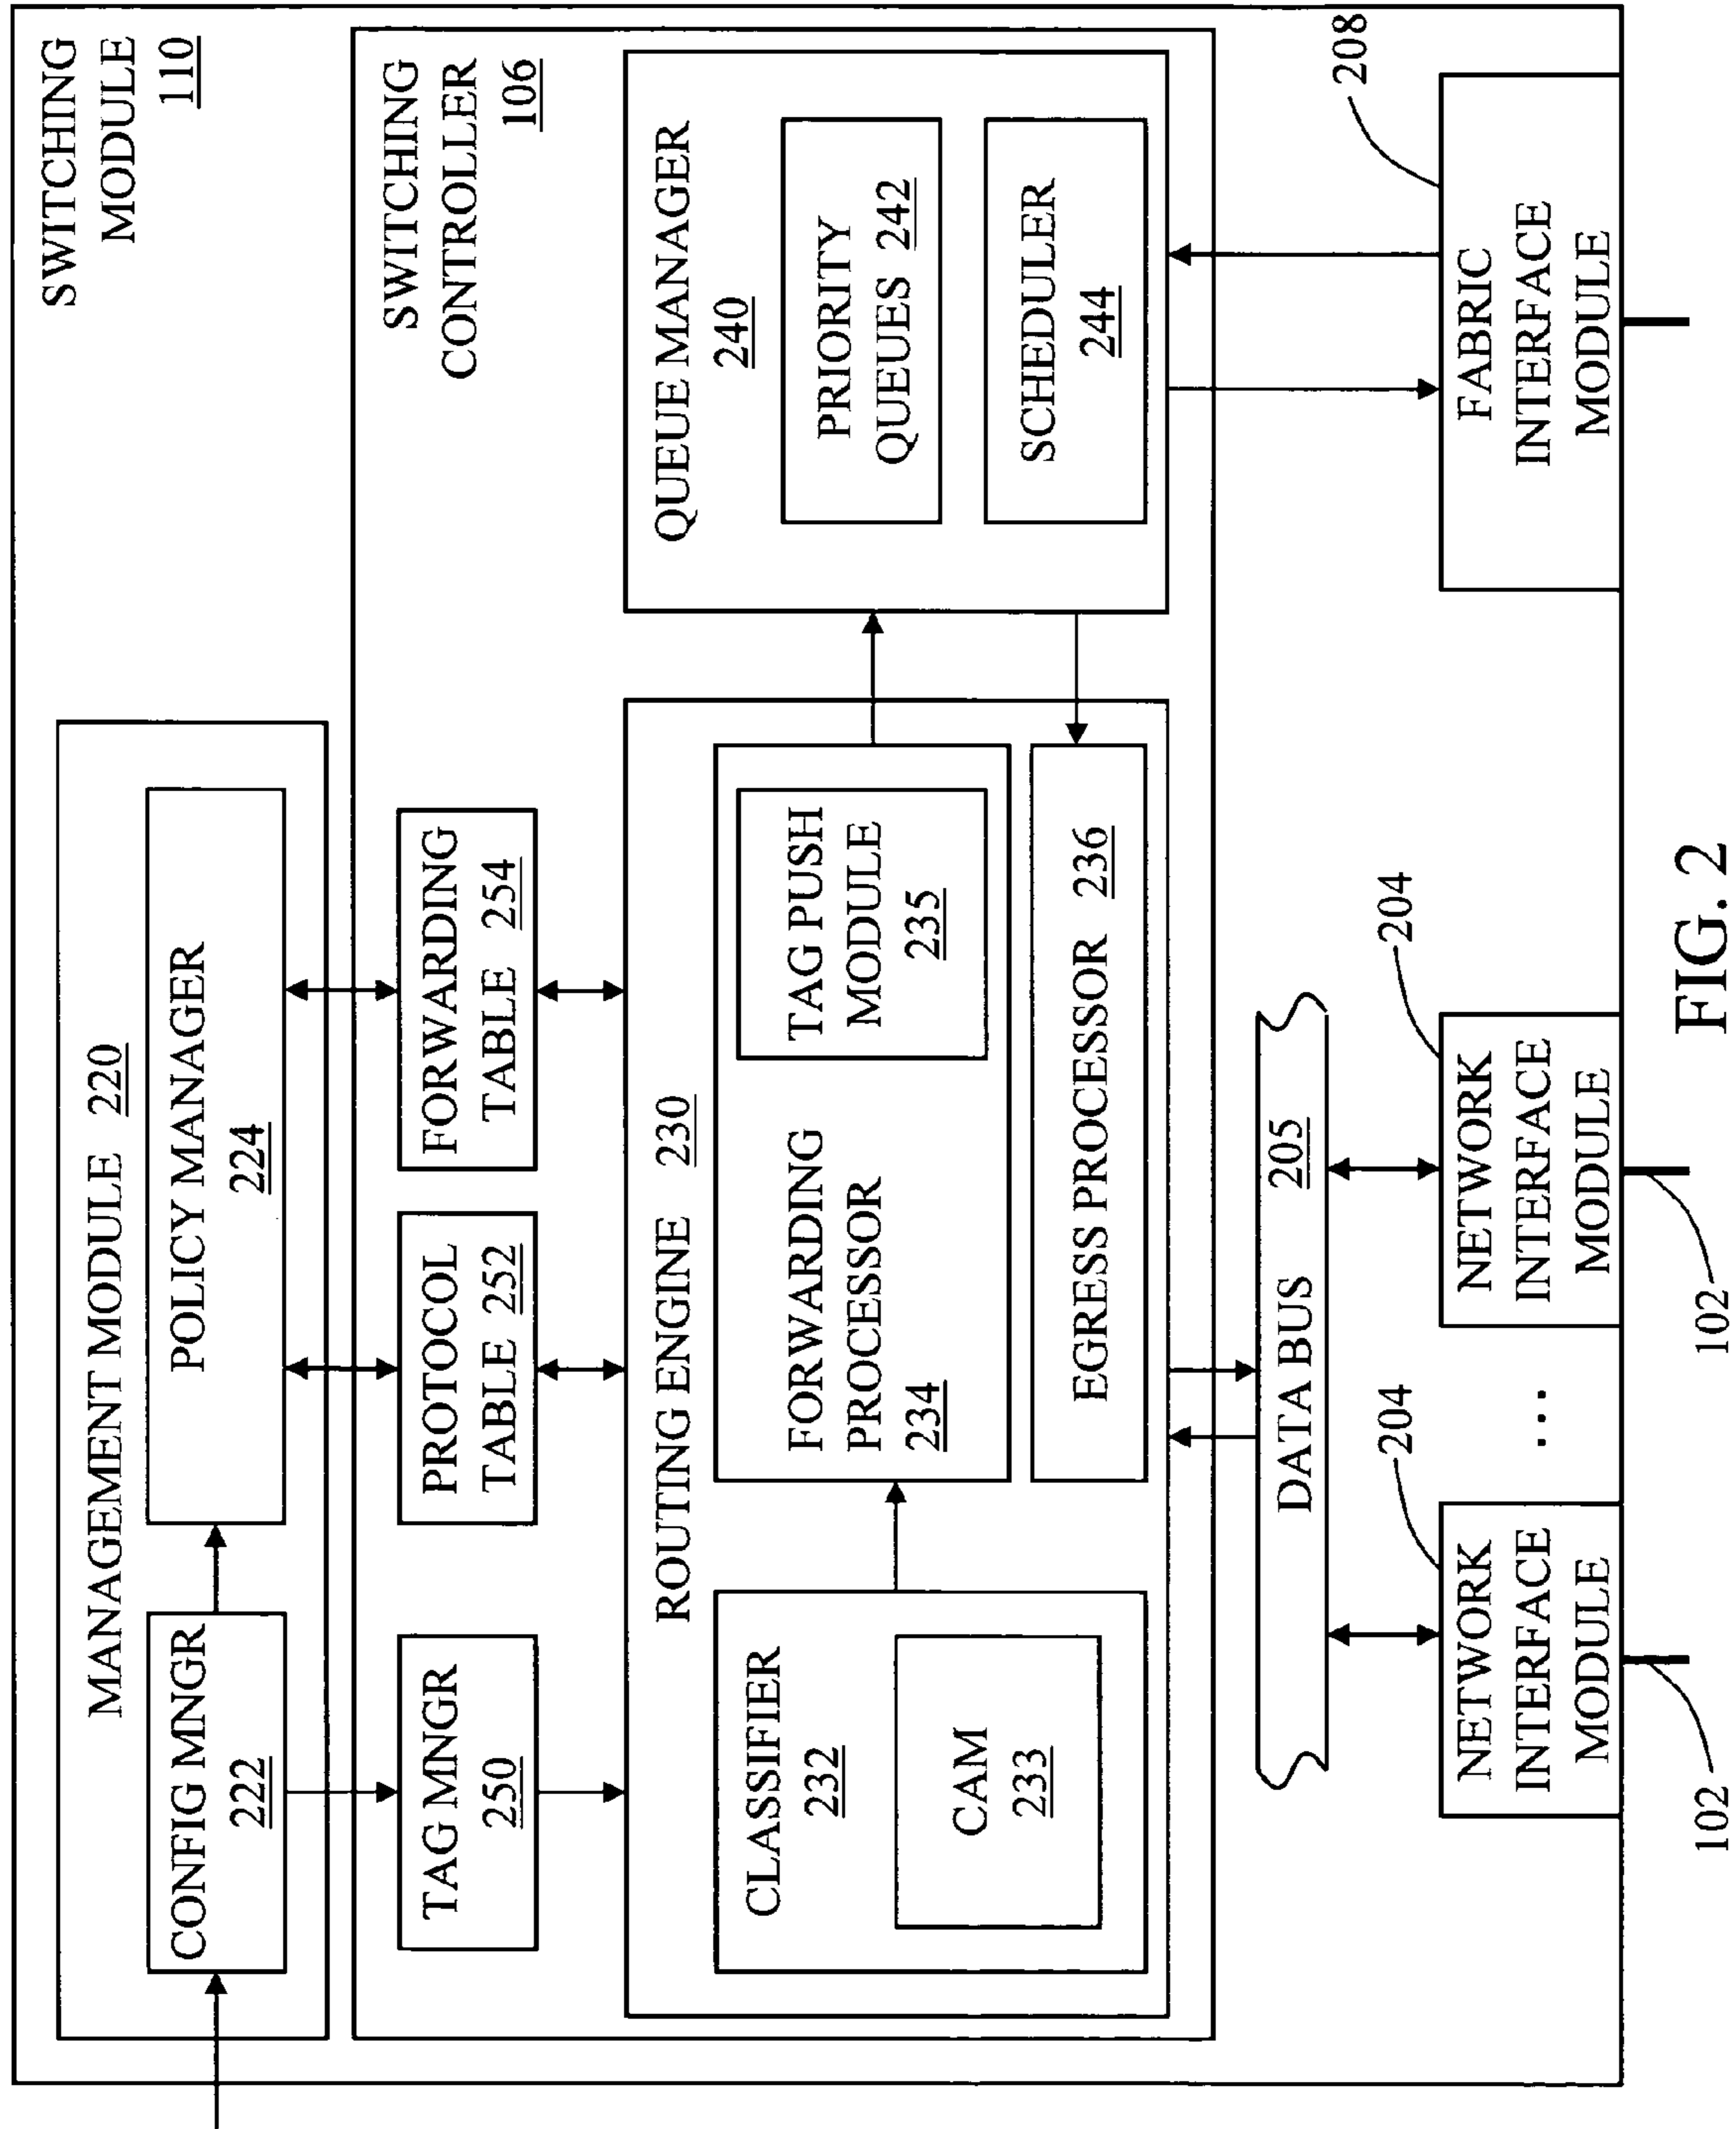 SWITCHING
MODULE
110
MANAGEMENT MODULE 220
CONFIG MNGR
222
POLICY MANAGER
224
SWITCHING
CONTROLLER
106
TAG MNGR
250
PROTOCOL
TABLE 252
FORWARDING
TABLE 254
ROUTING ENGINE 230
CLASSIFIER
232
CAM
233
FORWARDING
PROCESSOR
234
TAG PUSH
MODULE
235
EGRESS PROCESSOR 236
QUEUE MANAGER
240
PRIORITY
QUEUES 242
SCHEDULER
244
DATA BUS 205
204
NETWORK
INTERFACE
MODULE
102
...
204
NETWORK
INTERFACE
MODULE
102
208
FABRIC
INTERFACE
MODULE
FIG. 2